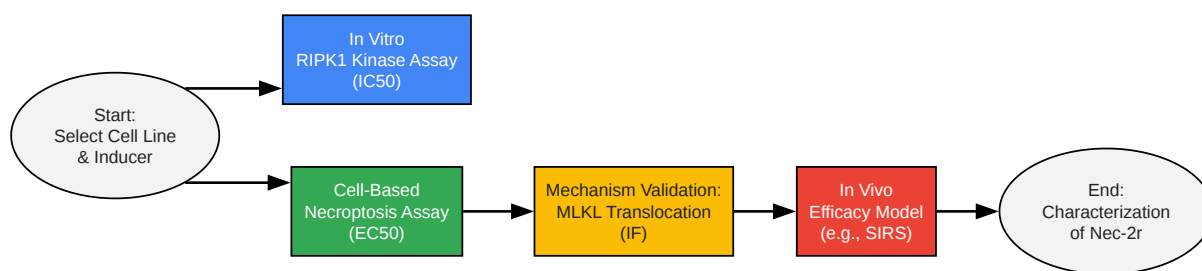 Start:
Select Cell Line
& Inducer
In Vitro
RIPK1 Kinase Assay
(IC50)
Cell-Based
Necroptosis Assay
(EC50)
Mechanism Validation:
MLKL Translocation
(IF)
In Vivo
Efficacy Model
(e.g., SIRS)
End:
Characterization
of Nec-2r